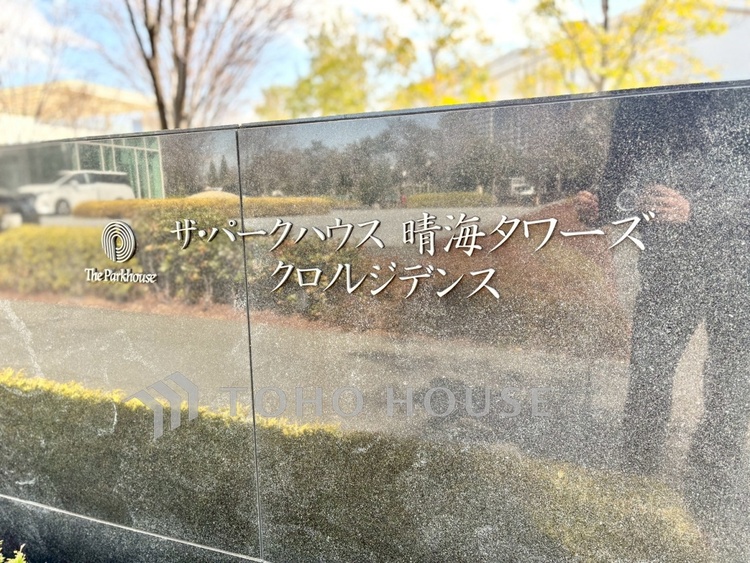 ザ・パークハウス 晴海タワーズ
クロノレジデンス
The Parkhouse
TOHO HOUSE